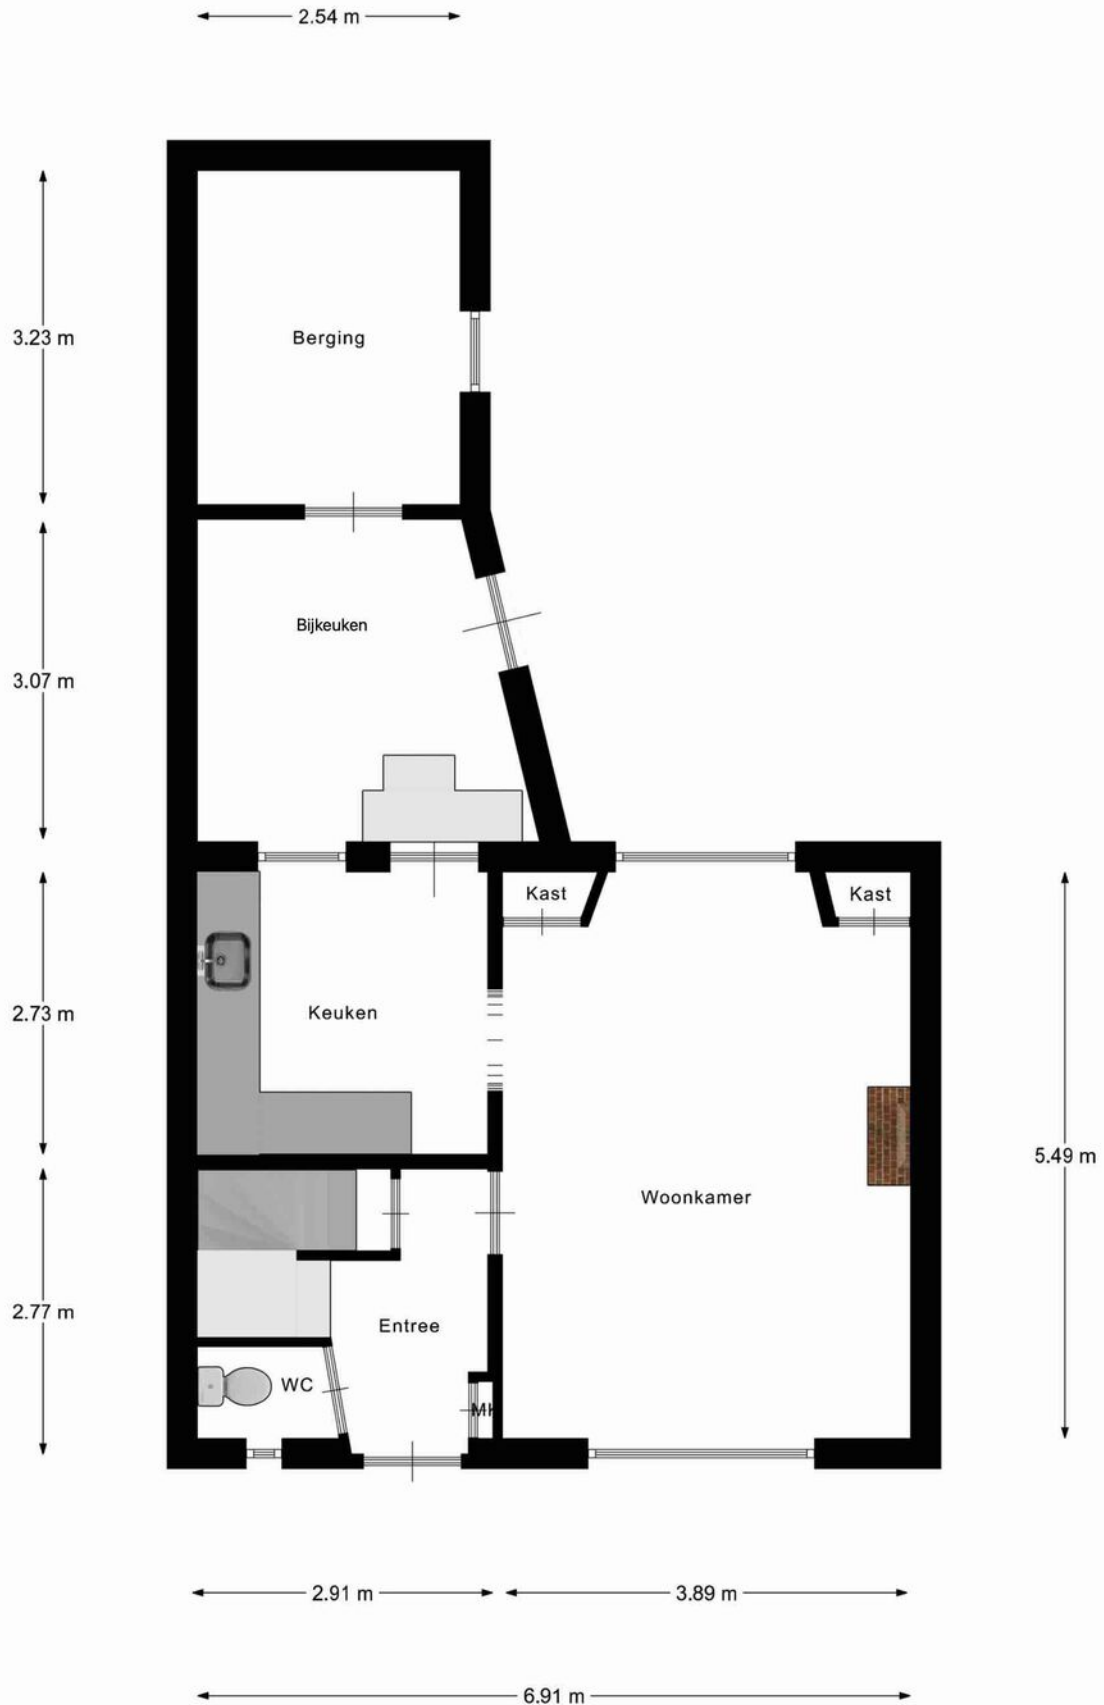 2.54 m
3.23 m
Berging
Bijkeuken
3.07 m
Kast
Kast
2.73 m
Keuken
5.49 m
Woonkamer
2.77 m
Entree
WC
2.91 m
3.89 m
6.91 m